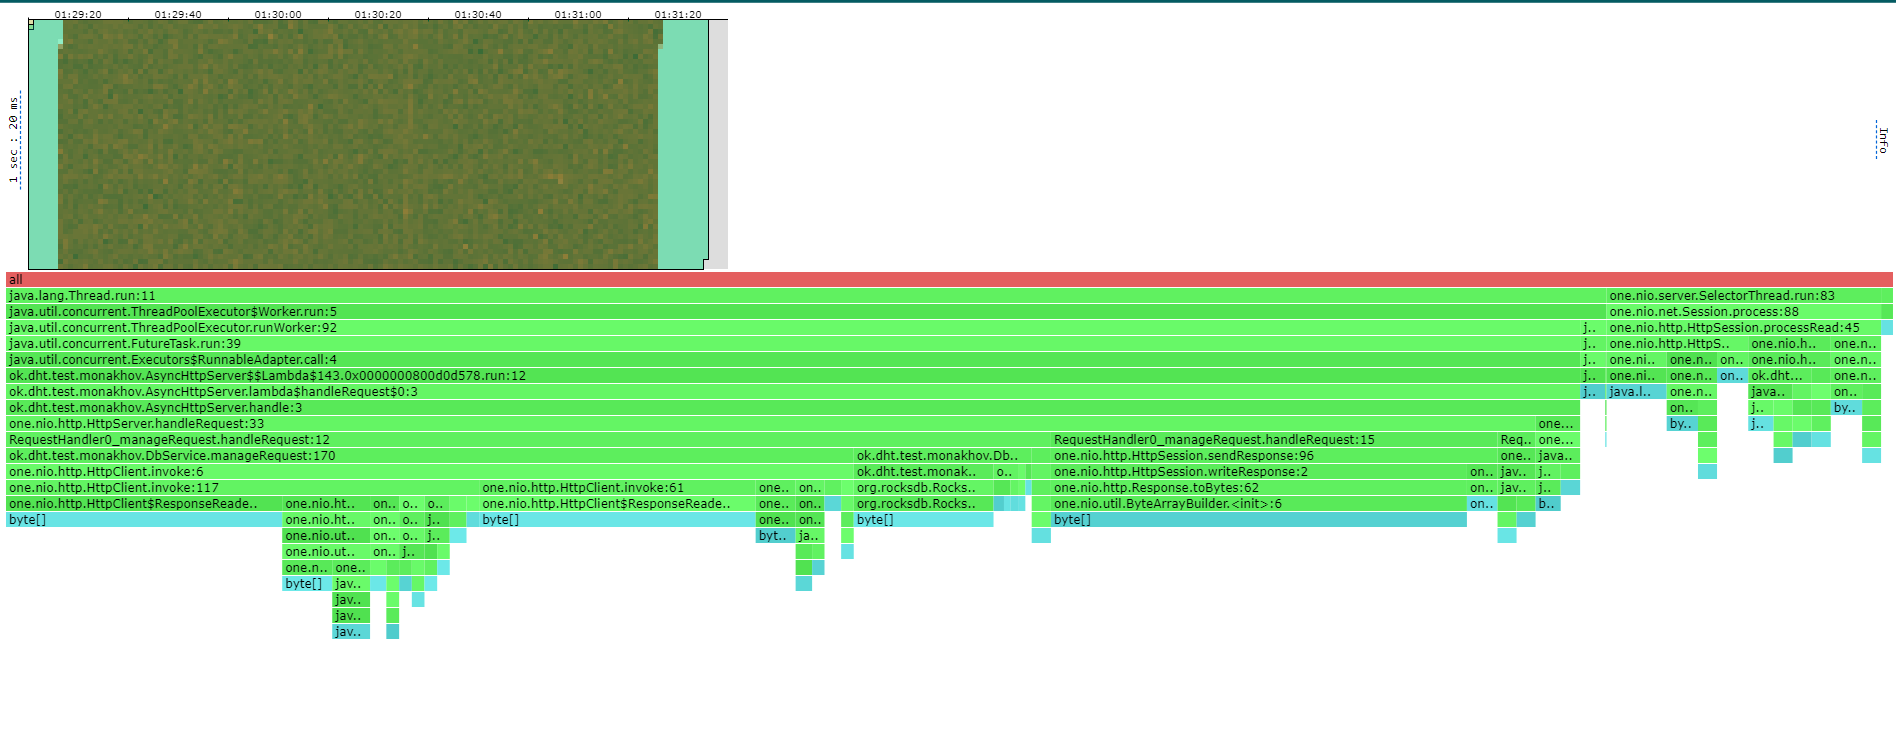 01:29:20 01:29:40 01:30:00 01:30:20 01:30:40 01:31:00 01:31:20
1 sec : 20 ms
Info
all
java.lang.Thread.run:11 one.nio.server.SelectorThread.run:83
java.util.concurrent.ThreadPoolExecutor$Worker.run:5 one.nio.net.Session.process:88
java.util.concurrent.ThreadPoolExecutor.runWorker:92 j.. one.nio.http.HttpSession.processRead:45
java.util.concurrent.FutureTask.run:39 j.. one.nio.http.HttpS.. one.nio.h.. one.n..
java.util.concurrent.Executors$RunnableAdapter.call:4 j.. one.ni.. one.n.. on.. one.nio.h.. one.n..
ok.dht.test.monakhov.AsyncHttpServer$$Lambda$143.0x0000000800d0d578.run:12 j.. one.ni.. one.n.. on.. ok.dht... one.n..
ok.dht.test.monakhov.AsyncHttpServer.lambda$handleRequest$0:3 j.. java.l.. one.n.. java.. on..
ok.dht.test.monakhov.AsyncHttpServer.handle:3 on.. j.. by..
one.nio.http.HttpServer.handleRequest:33 one... by.. j..
RequestHandler0_manageRequest.handleRequest:12 RequestHandler0_manageRequest.handleRequest:15 Req.. one...
ok.dht.test.monakhov.DbService.manageRequest:170 ok.dht.test.monakhov.Db.. one.nio.http.HttpSession.sendResponse:96 one.. java..
one.nio.http.HttpClient.invoke:6 ok.dht.test.monak.. o.. one.nio.http.HttpSession.writeResponse:2 on.. jav.. j..
one.nio.http.HttpClient.invoke:117 one.nio.http.HttpClient.invoke:61 one.. on.. org.rocksdb.Rocks.. one.nio.http.Response.toBytes:62 on.. jav.. j..
one.nio.http.HttpClient$ResponseReade.. one.nio.ht.. on.. o.. o.. one.nio.http.HttpClient$ResponseReade.. one.. on.. org.rocksdb.Rocks.. one.nio.util.ByteArrayBuilder.<init>:6 on.. b..
byte[] one.nio.ht.. on.. o.. j.. byte[] one.. on.. byte[] byte[]
one.nio.ut.. on.. o.. j.. byt.. ja..
one.nio.ut.. on.. j..
one.n.. one..
byte[] jav..
jav..
jav..
jav..